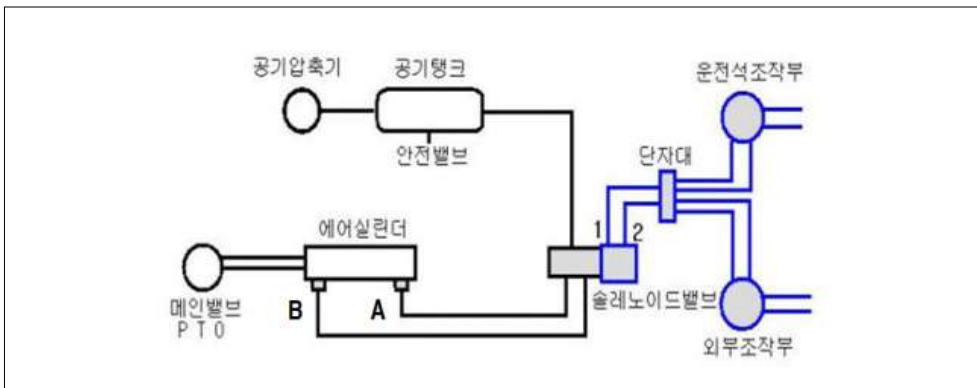 공기압축기
공기탱크
운전석조작부
안전밸브
단자대
에어실린더
1
2
메인밸브
P T O
B
A
솔레노이드밸브
외부조작부